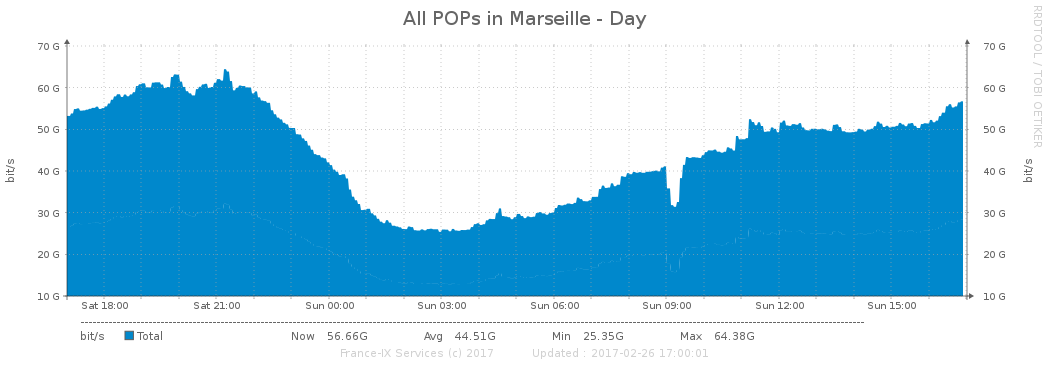 All POPs in Marseille - Day
RRDTOOL / TOBI OETIKER
70 G 70 G
60 G 60 G
50 G 50 G
40 G 40 G
30 G 30 G
20 G 20 G
10 G 10 G
bit/s
bit/s
Sat 18:00 Sat 21:00 Sun 00:00 Sun 03:00 Sun 06:00 Sun 09:00 Sun 12:00 Sun 15:00
bit/s Total Now 56.66G Avg 44.51G Min 25.35G Max 64.38G
France-IX Services (c) 2017 Updated : 2017-02-26 17:00:01